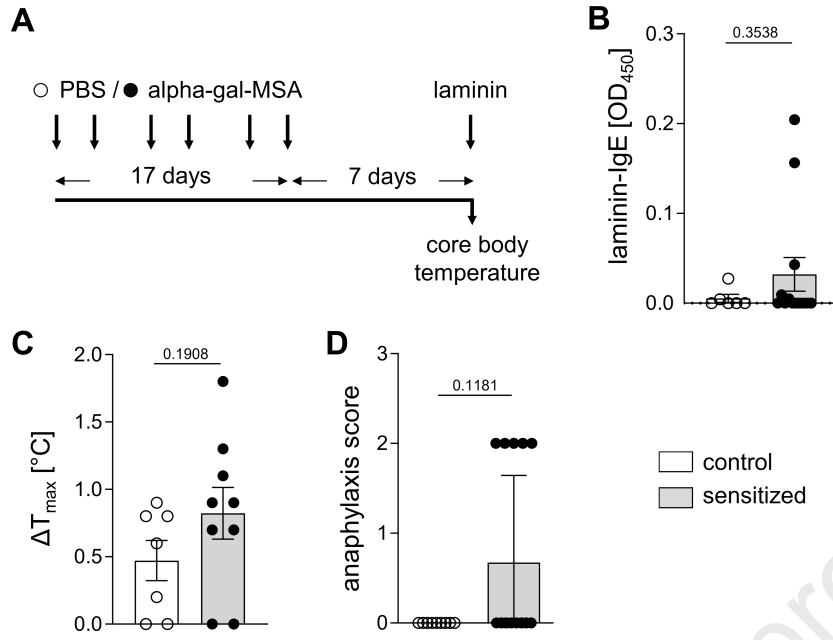 A
PBS / alpha-gal-MSA
laminin
17 days
7 days
core body
temperature
B
laminin-IgE [OD450]
0.3538
0.3
0.2
0.1
0.0
C
ΔTmax [°C]
0.1908
2.0
1.5
1.0
0.5
0.0
D
anaphylaxis score
0.1181
3
2
1
0
control
sensitized